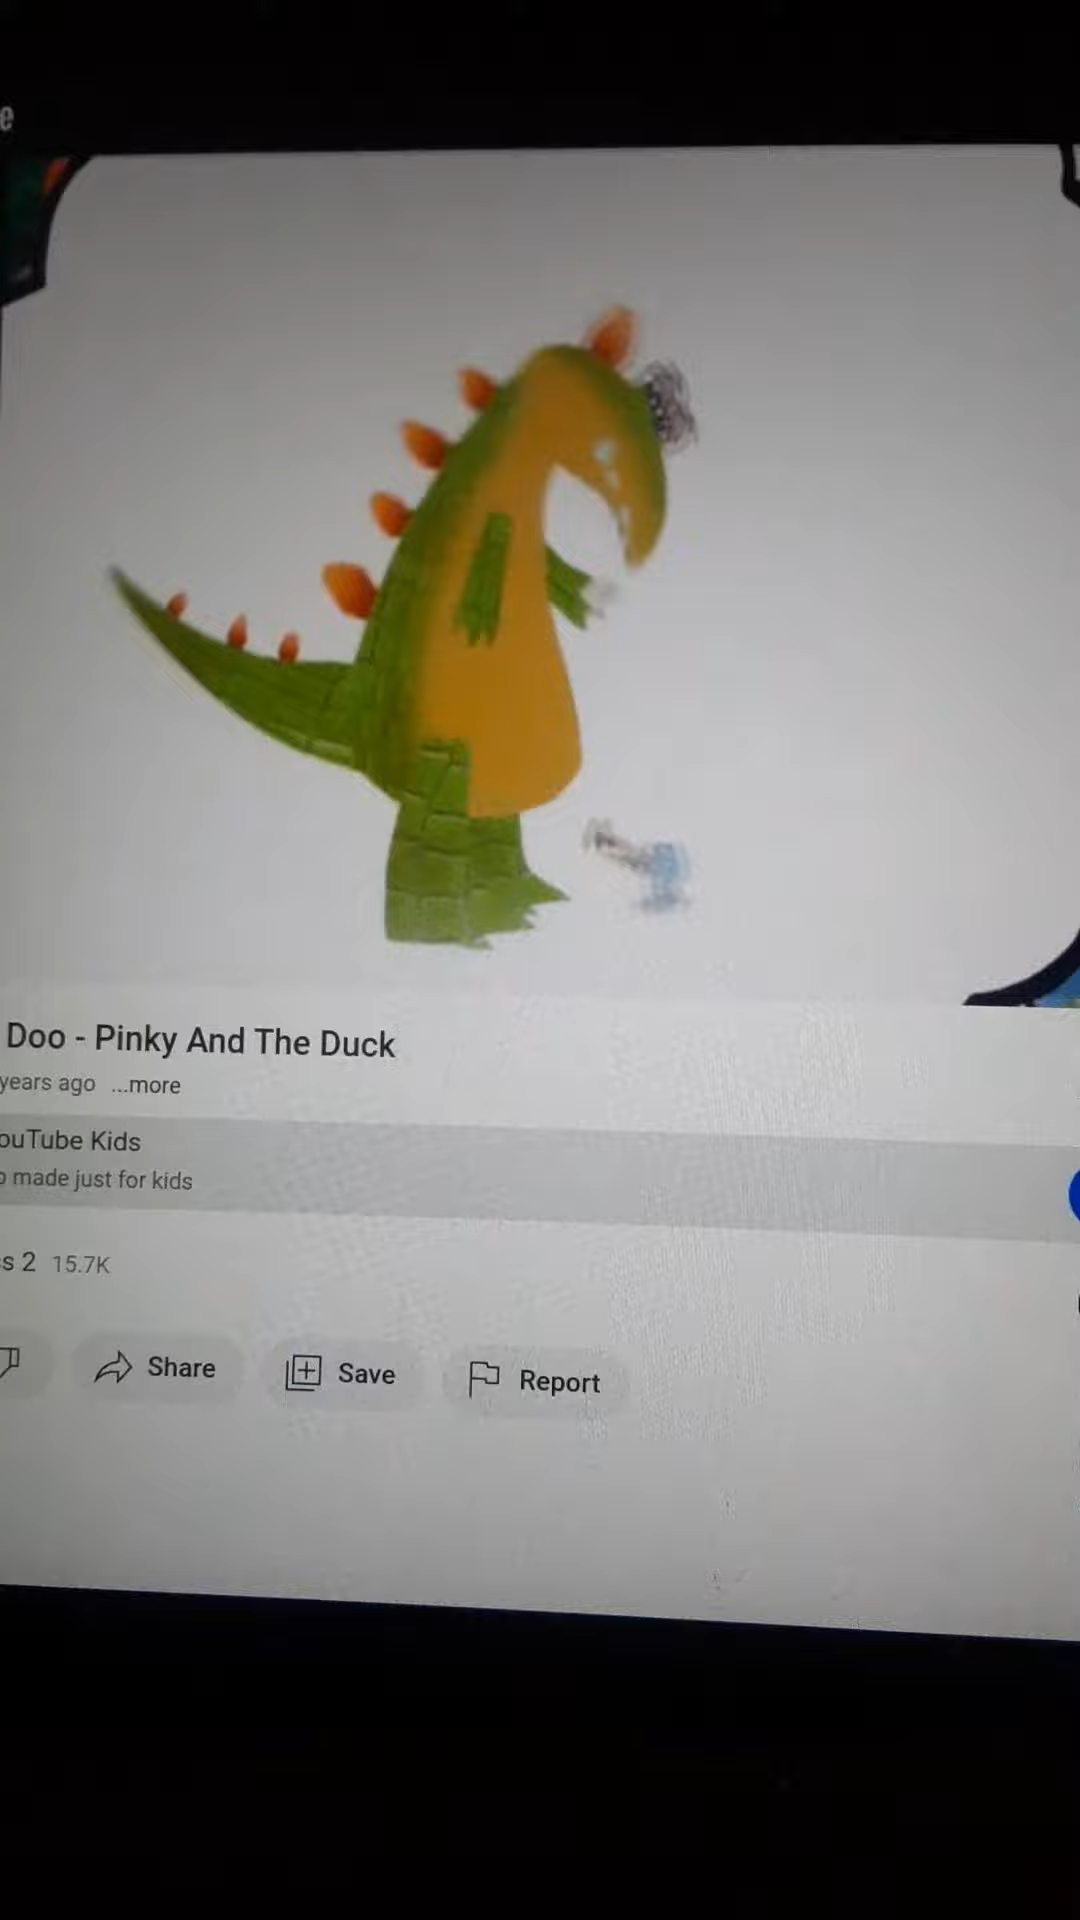 e
Doo - Pinky And The Duck
years ago ...more
ouTube Kids
o made just for kids
ss 2 15.7K
Share
Save
Report